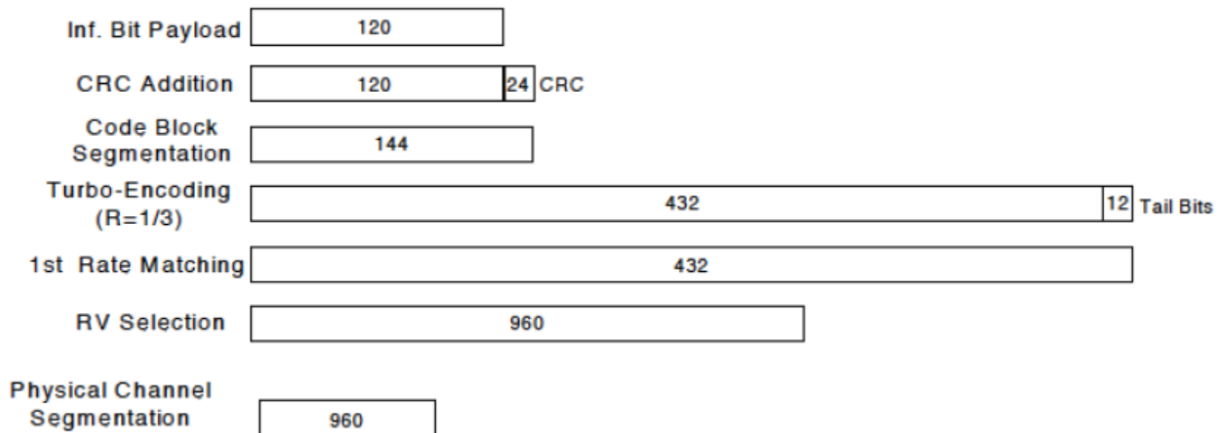 Inf. Bit Payload 120
CRC Addition 120 24 CRC
Code Block
Segmentation 144
Turbo-Encoding
(R=1/3) 432 12 Tail Bits
1st Rate Matching 432
RV Selection 960
Physical Channel
Segmentation 960